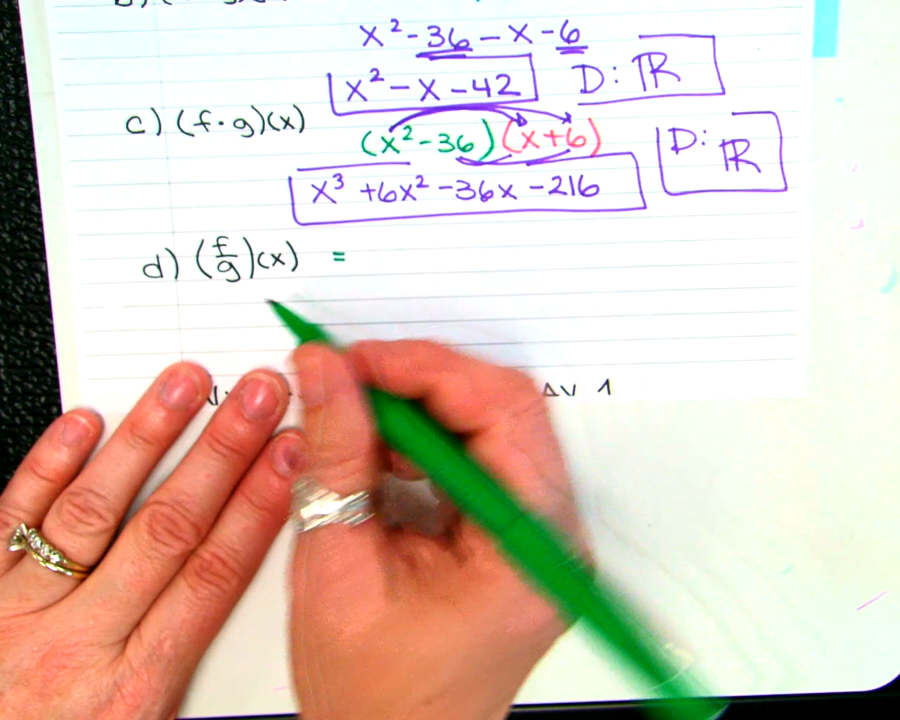 x² - 36 - x - 6
x² - x - 42 D: ℝ
c) (f·g)(x) (x² - 36)(x + 6) D: ℝ
x³ + 6x² - 36x - 216
d) (f/g)(x) =